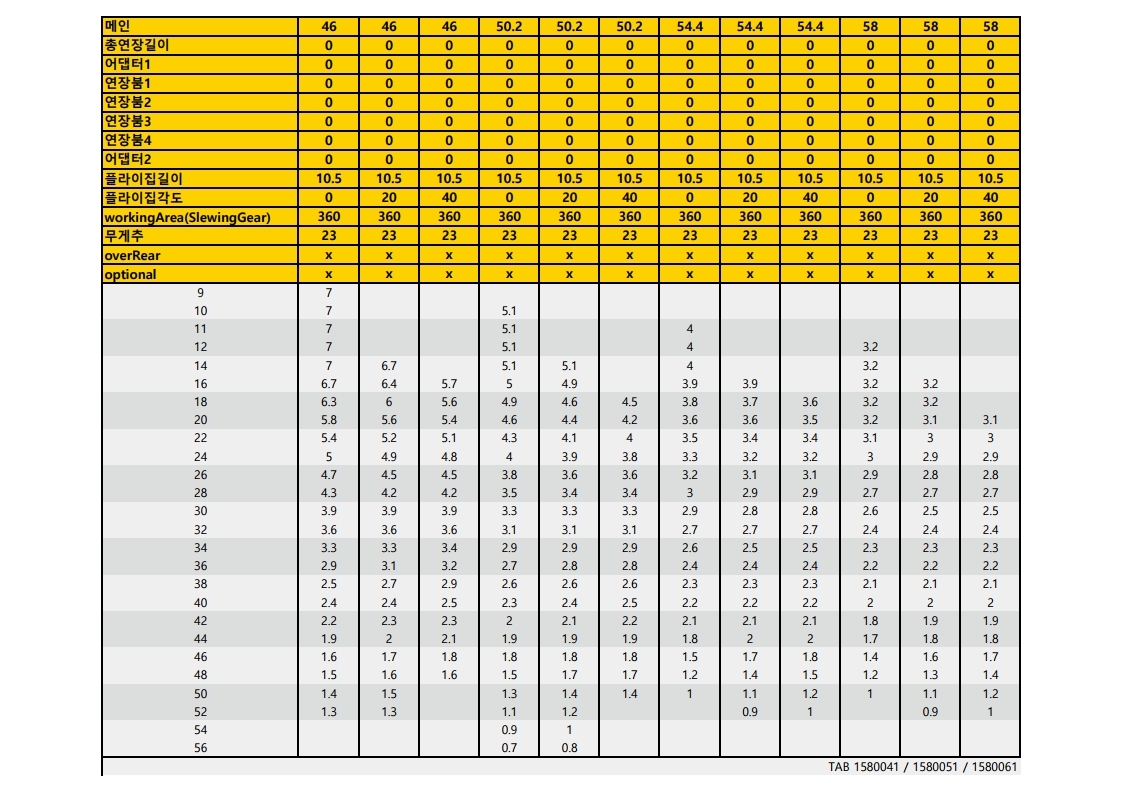 메인 46 46 46 50.2 50.2 50.2 54.4 54.4 54.4 58 58 58
총연장길이 0 0 0 0 0 0 0 0 0 0 0 0
어댑터1 0 0 0 0 0 0 0 0 0 0 0 0
연장붐1 0 0 0 0 0 0 0 0 0 0 0 0
연장붐2 0 0 0 0 0 0 0 0 0 0 0 0
연장붐3 0 0 0 0 0 0 0 0 0 0 0 0
연장붐4 0 0 0 0 0 0 0 0 0 0 0 0
어댑터2 0 0 0 0 0 0 0 0 0 0 0 0
플라이집길이 10.5 10.5 10.5 10.5 10.5 10.5 10.5 10.5 10.5 10.5 10.5 10.5
플라이집각도 0 20 40 0 20 40 0 20 40 0 20 40
workingArea(SlewingGear) 360 360 360 360 360 360 360 360 360 360 360 360
무게추 23 23 23 23 23 23 23 23 23 23 23 23
overRear x x x x x x x x x x x x
optional x x x x x x x x x x x x
9 7
10 7 5.1
11 7 5.1 4
12 7 5.1 4 3.2
14 7 6.7 5.1 5.1 4 3.2
16 6.7 6.4 5.7 5 4.9 3.9 3.9 3.2 3.2
18 6.3 6 5.6 4.9 4.6 4.5 3.8 3.7 3.6 3.2 3.2
20 5.8 5.6 5.4 4.6 4.4 4.2 3.6 3.6 3.5 3.2 3.1 3.1
22 5.4 5.2 5.1 4.3 4.1 4 3.5 3.4 3.4 3.1 3 3
24 5 4.9 4.8 4 3.9 3.8 3.3 3.2 3.2 3 2.9 2.9
26 4.7 4.5 4.5 3.8 3.6 3.6 3.2 3.1 3.1 2.9 2.8 2.8
28 4.3 4.2 4.2 3.5 3.4 3.4 3 2.9 2.9 2.7 2.7 2.7
30 3.9 3.9 3.9 3.3 3.3 3.3 2.9 2.8 2.8 2.6 2.5 2.5
32 3.6 3.6 3.6 3.1 3.1 3.1 2.7 2.7 2.7 2.4 2.4 2.4
34 3.3 3.3 3.4 2.9 2.9 2.9 2.6 2.5 2.5 2.3 2.3 2.3
36 2.9 3.1 3.2 2.7 2.8 2.8 2.4 2.4 2.4 2.2 2.2 2.2
38 2.5 2.7 2.9 2.6 2.6 2.6 2.3 2.3 2.3 2.1 2.1 2.1
40 2.4 2.4 2.5 2.3 2.4 2.5 2.2 2.2 2.2 2 2 2
42 2.2 2.3 2.3 2 2.1 2.2 2.1 2.1 2.1 1.8 1.9 1.9
44 1.9 2 2.1 1.9 1.9 1.9 1.8 2 2 1.7 1.8 1.8
46 1.6 1.7 1.8 1.8 1.8 1.8 1.5 1.7 1.8 1.4 1.6 1.7
48 1.5 1.6 1.6 1.5 1.7 1.7 1.2 1.4 1.5 1.2 1.3 1.4
50 1.4 1.5 1.3 1.4 1.4 1 1.1 1.2 1 1.1 1.2
52 1.3 1.3 1.1 1.2 0.9 1 0.9 1
54 0.9 1
56 0.7 0.8
TAB 1580041 / 1580051 / 1580061